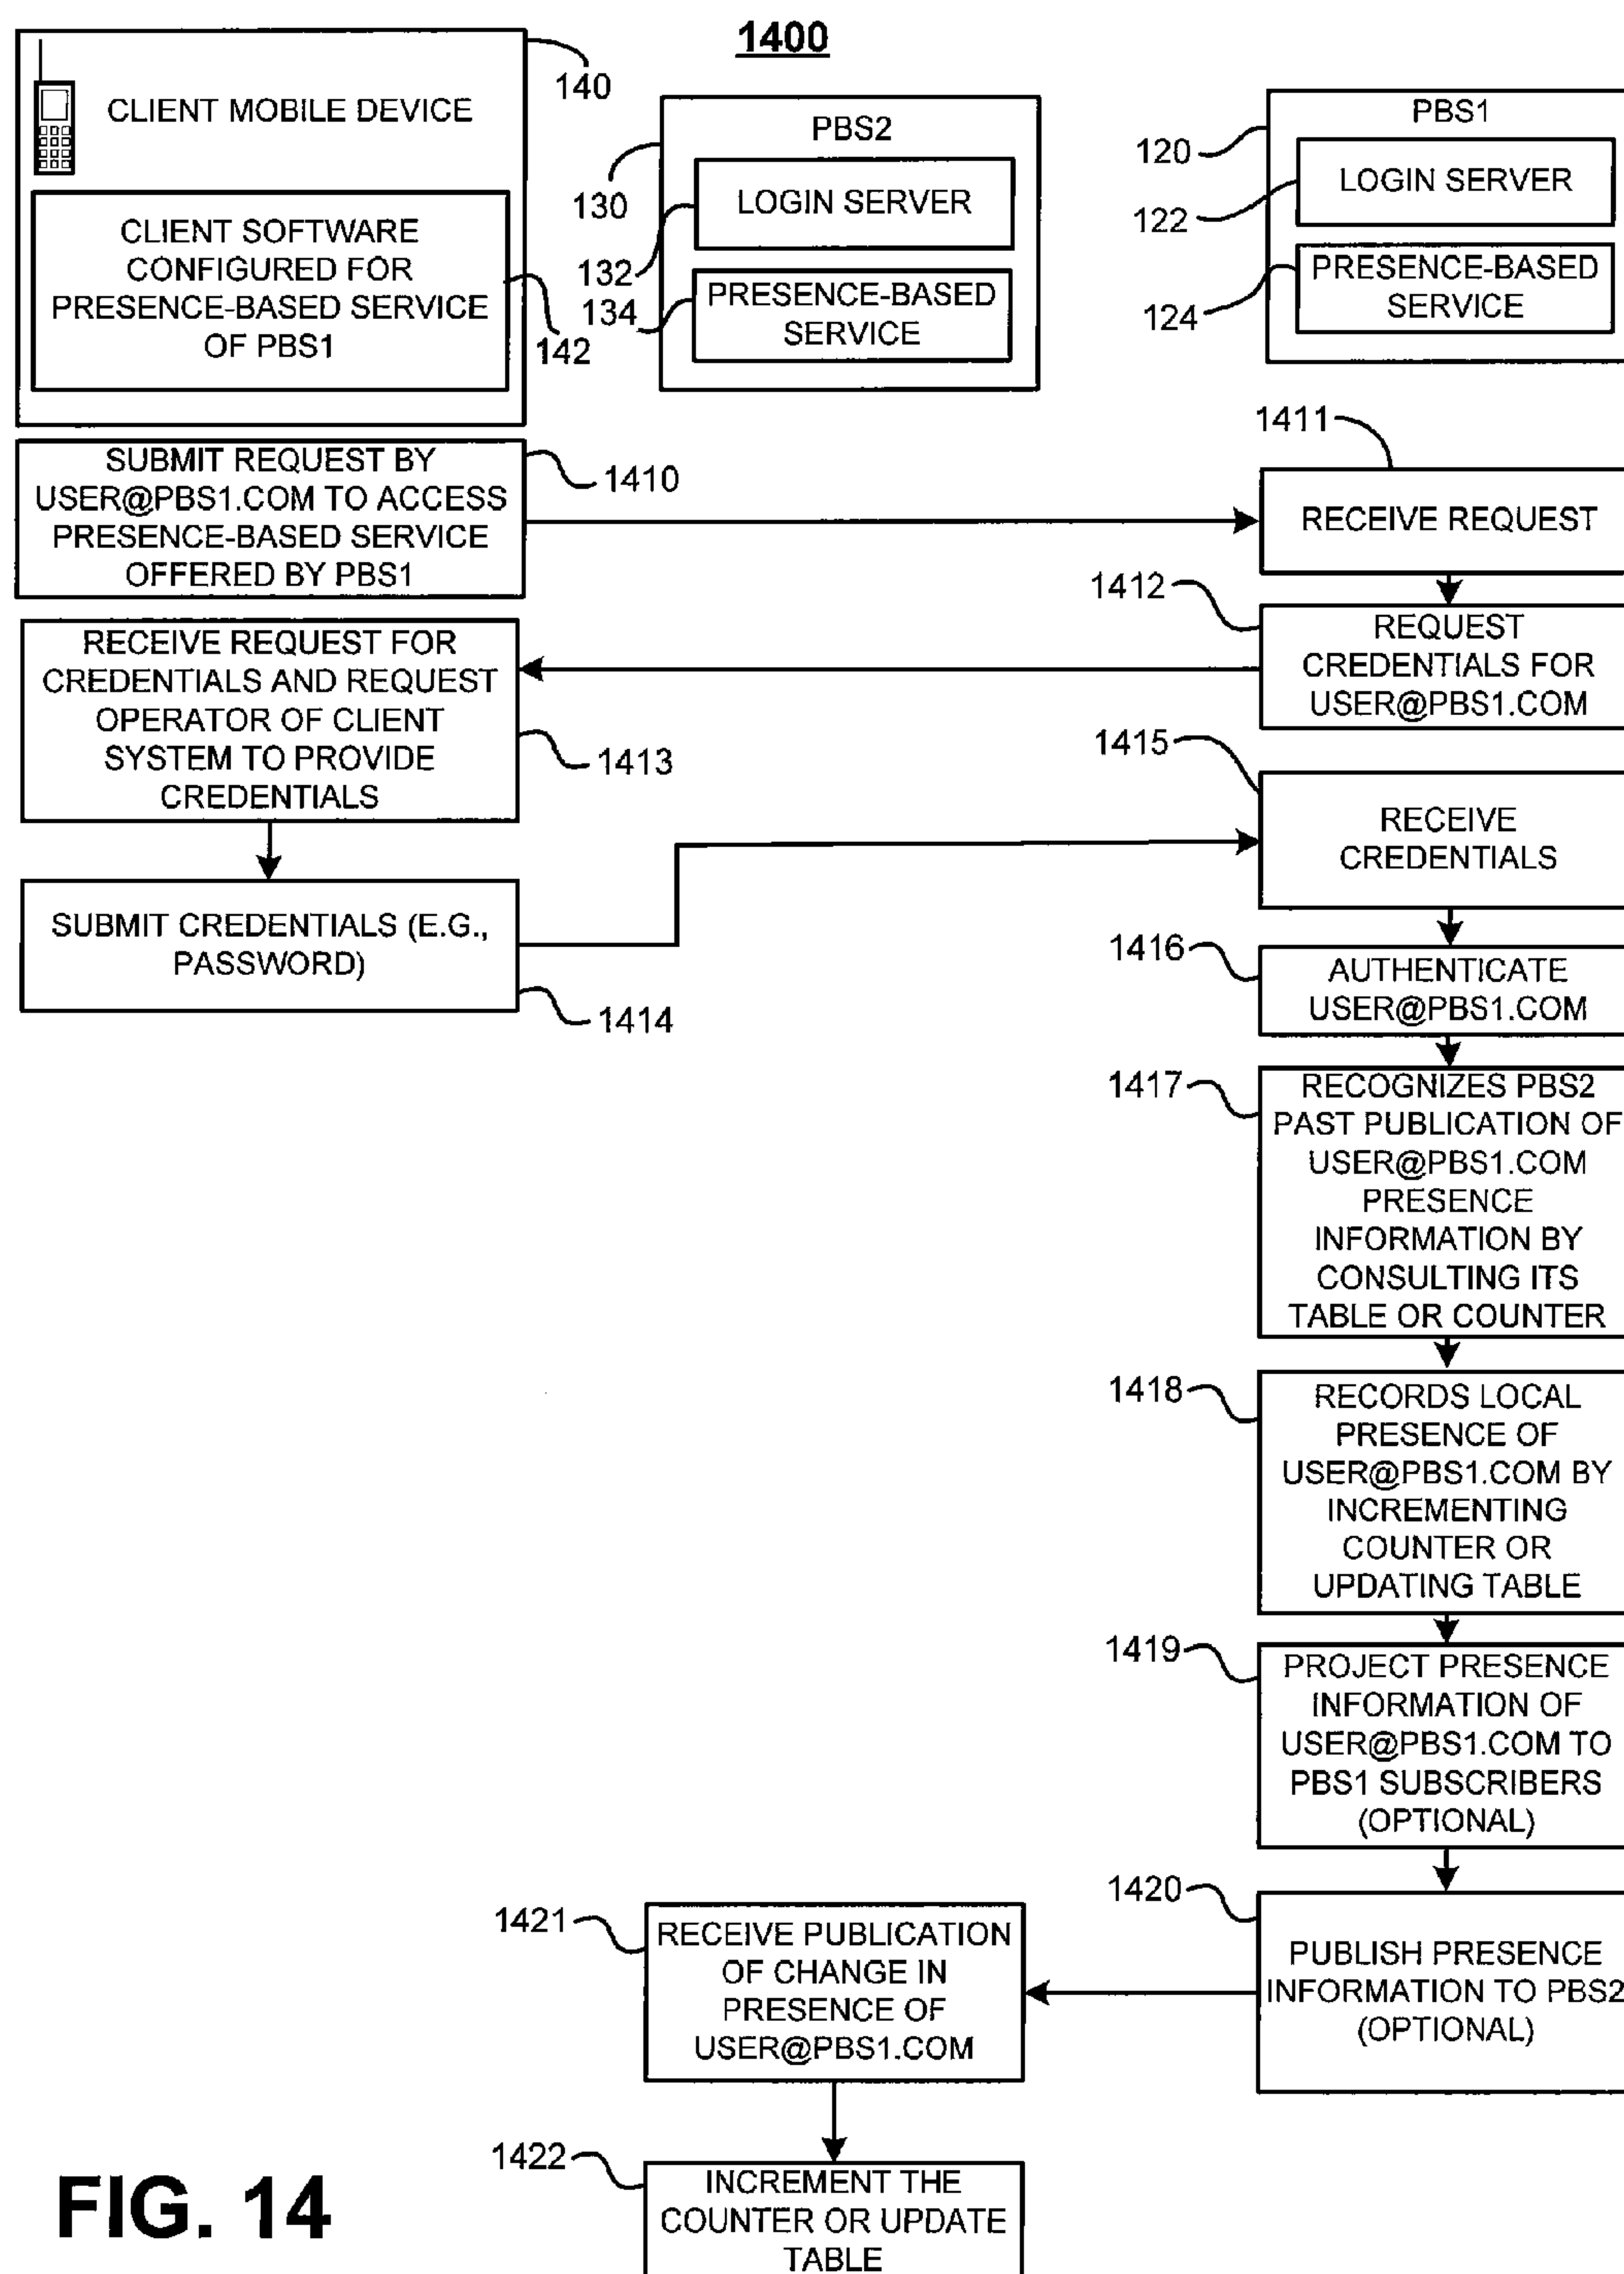 1400
140
CLIENT MOBILE DEVICE
CLIENT SOFTWARE
CONFIGURED FOR
PRESENCE-BASED SERVICE
OF PBS1
142
PBS2
130
LOGIN SERVER
132
PRESENCE-BASED
SERVICE
134
PBS1
120
LOGIN SERVER
122
PRESENCE-BASED
SERVICE
124
SUBMIT REQUEST BY
USER@PBS1.COM TO ACCESS
PRESENCE-BASED SERVICE
OFFERED BY PBS1
1410
1411
RECEIVE REQUEST
1412
REQUEST
CREDENTIALS FOR
USER@PBS1.COM
RECEIVE REQUEST FOR
CREDENTIALS AND REQUEST
OPERATOR OF CLIENT
SYSTEM TO PROVIDE
CREDENTIALS
1413
SUBMIT CREDENTIALS (E.G.,
PASSWORD)
1414
1415
RECEIVE
CREDENTIALS
1416
AUTHENTICATE
USER@PBS1.COM
1417
RECOGNIZES PBS2
PAST PUBLICATION OF
USER@PBS1.COM
PRESENCE
INFORMATION BY
CONSULTING ITS
TABLE OR COUNTER
1418
RECORDS LOCAL
PRESENCE OF
USER@PBS1.COM BY
INCREMENTING
COUNTER OR
UPDATING TABLE
1419
PROJECT PRESENCE
INFORMATION OF
USER@PBS1.COM TO
PBS1 SUBSCRIBERS
(OPTIONAL)
1420
PUBLISH PRESENCE
INFORMATION TO PBS2
(OPTIONAL)
1421
RECEIVE PUBLICATION
OF CHANGE IN
PRESENCE OF
USER@PBS1.COM
1422
INCREMENT THE
COUNTER OR UPDATE
TABLE
FIG. 14